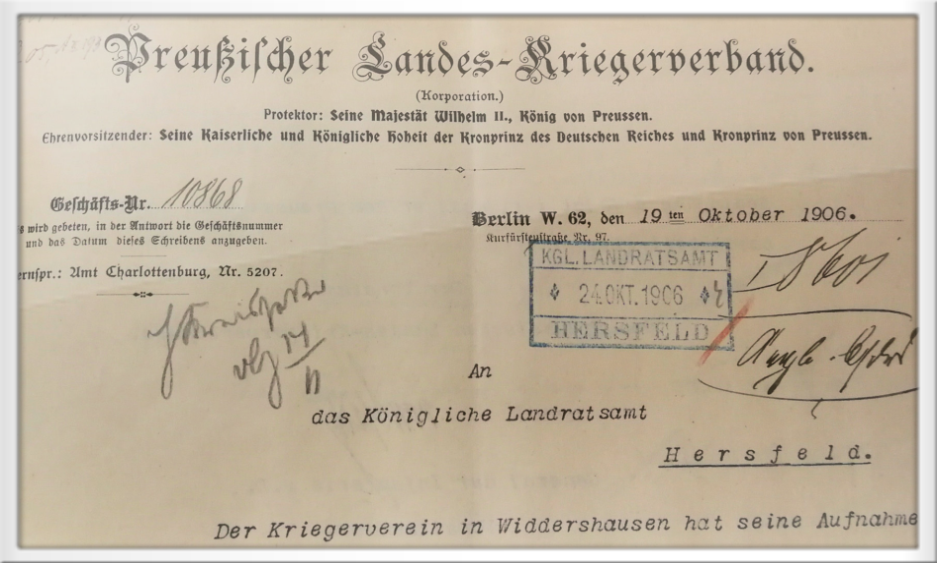 Preußischer Landes-Kriegerverband.
(Korporation.)
Protektor: Seine Majestät Wilhelm II., König von Preussen.
Ehrenvorsitzender: Seine Kaiserliche und Königliche Hoheit der Kronprinz des Deutschen Reiches und Kronprinz von Preussen.
Geschäfts-Nr. 10868
s wird gebeten, in der Antwort die Geschäftsnummer
und das Datum dieses Schreibens anzugeben.
ernspr.: Amt Charlottenburg, Nr. 5207.
Berlin W. 62, den 19 ten Oktober 1906.
Kurfürstenstraße, Nr. 97.
KGL. LANDRATSAMT
24.OKT.1906
HERSFELD
An
das Königliche Landratsamt
Hersfeld.
Der Kriegerverein in Widdershausen hat seine Aufnahme